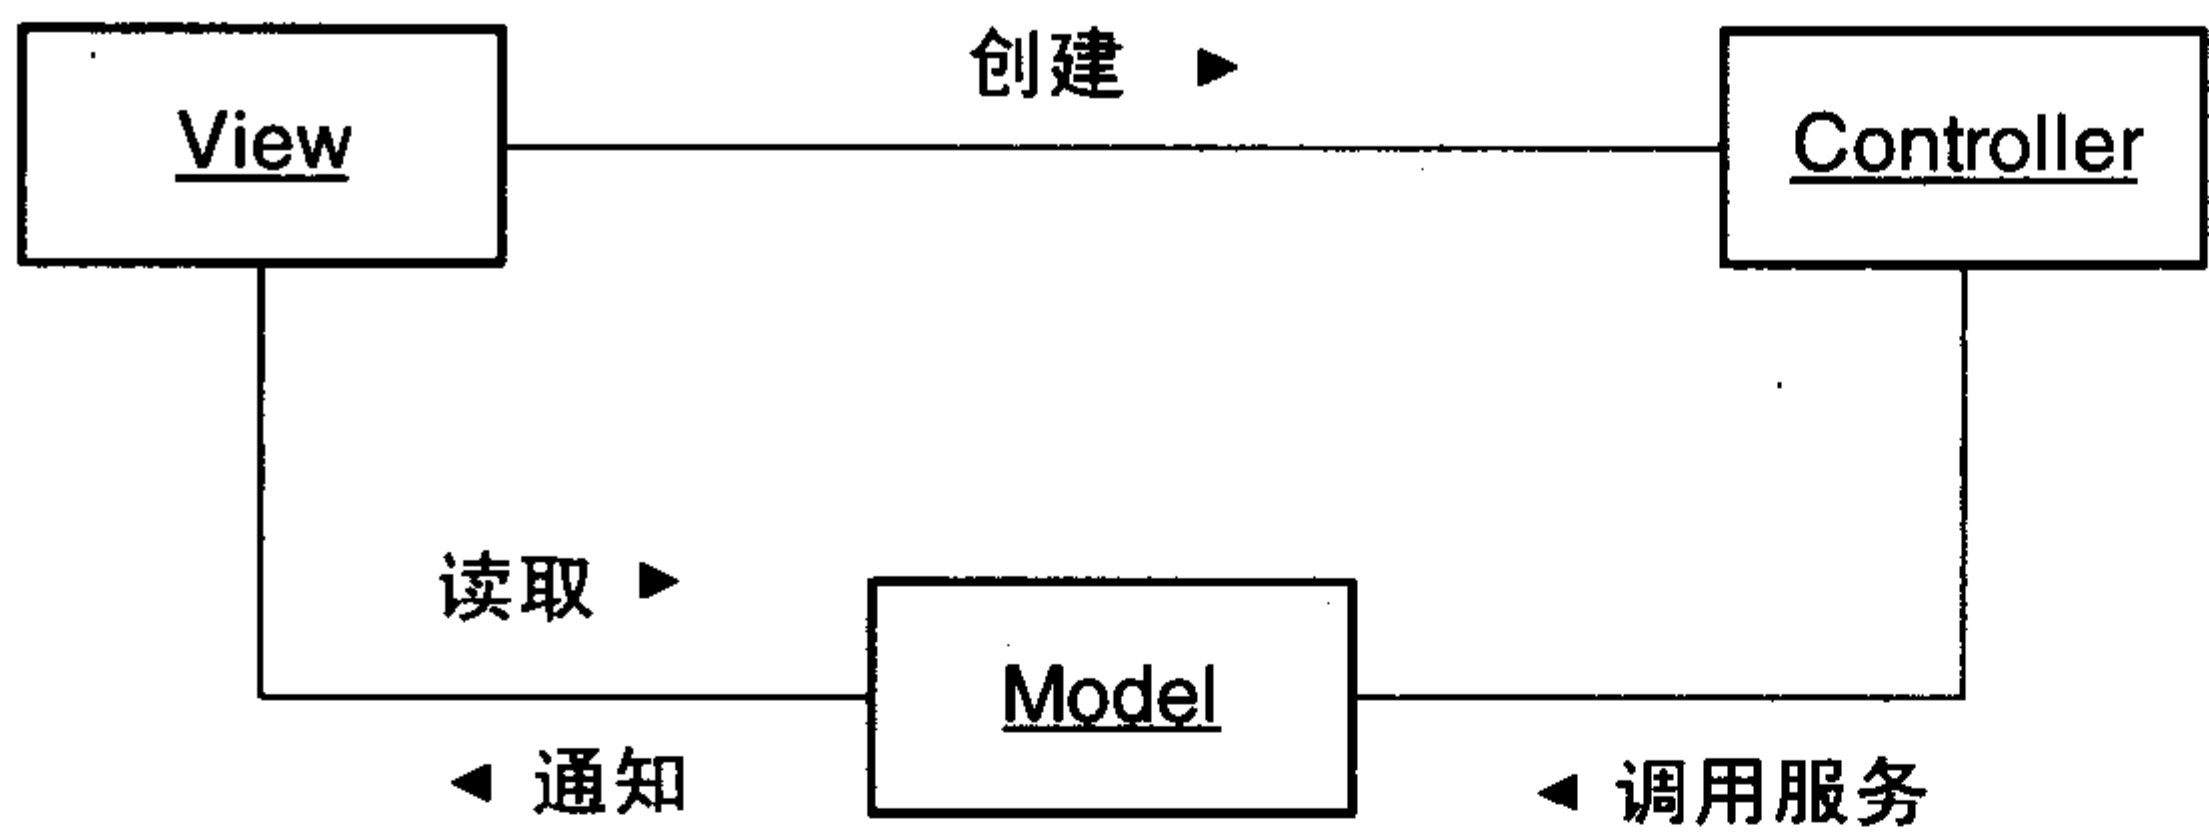 创建 ►
View
Controller
读取 ►
Model
◄ 通知
◄ 调用服务